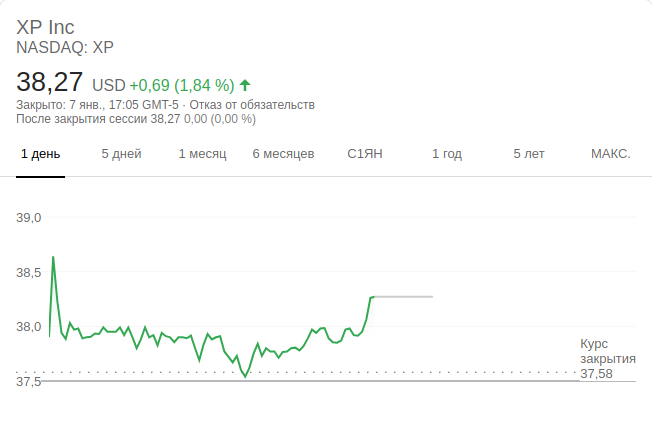 XP Inc
NASDAQ: XP
38,27 USD +0,69 (1,84 %)
Закрыто: 7 янв., 17:05 GMT-5 · Отказ от обязательств
После закрытия сессии 38,27 0,00 (0,00 %)
1 день 5 дней 1 месяц 6 месяцев С1ЯН 1 год 5 лет МАКС.
39,0
38,5
38,0
Курс
закрытия
37,58
37,5